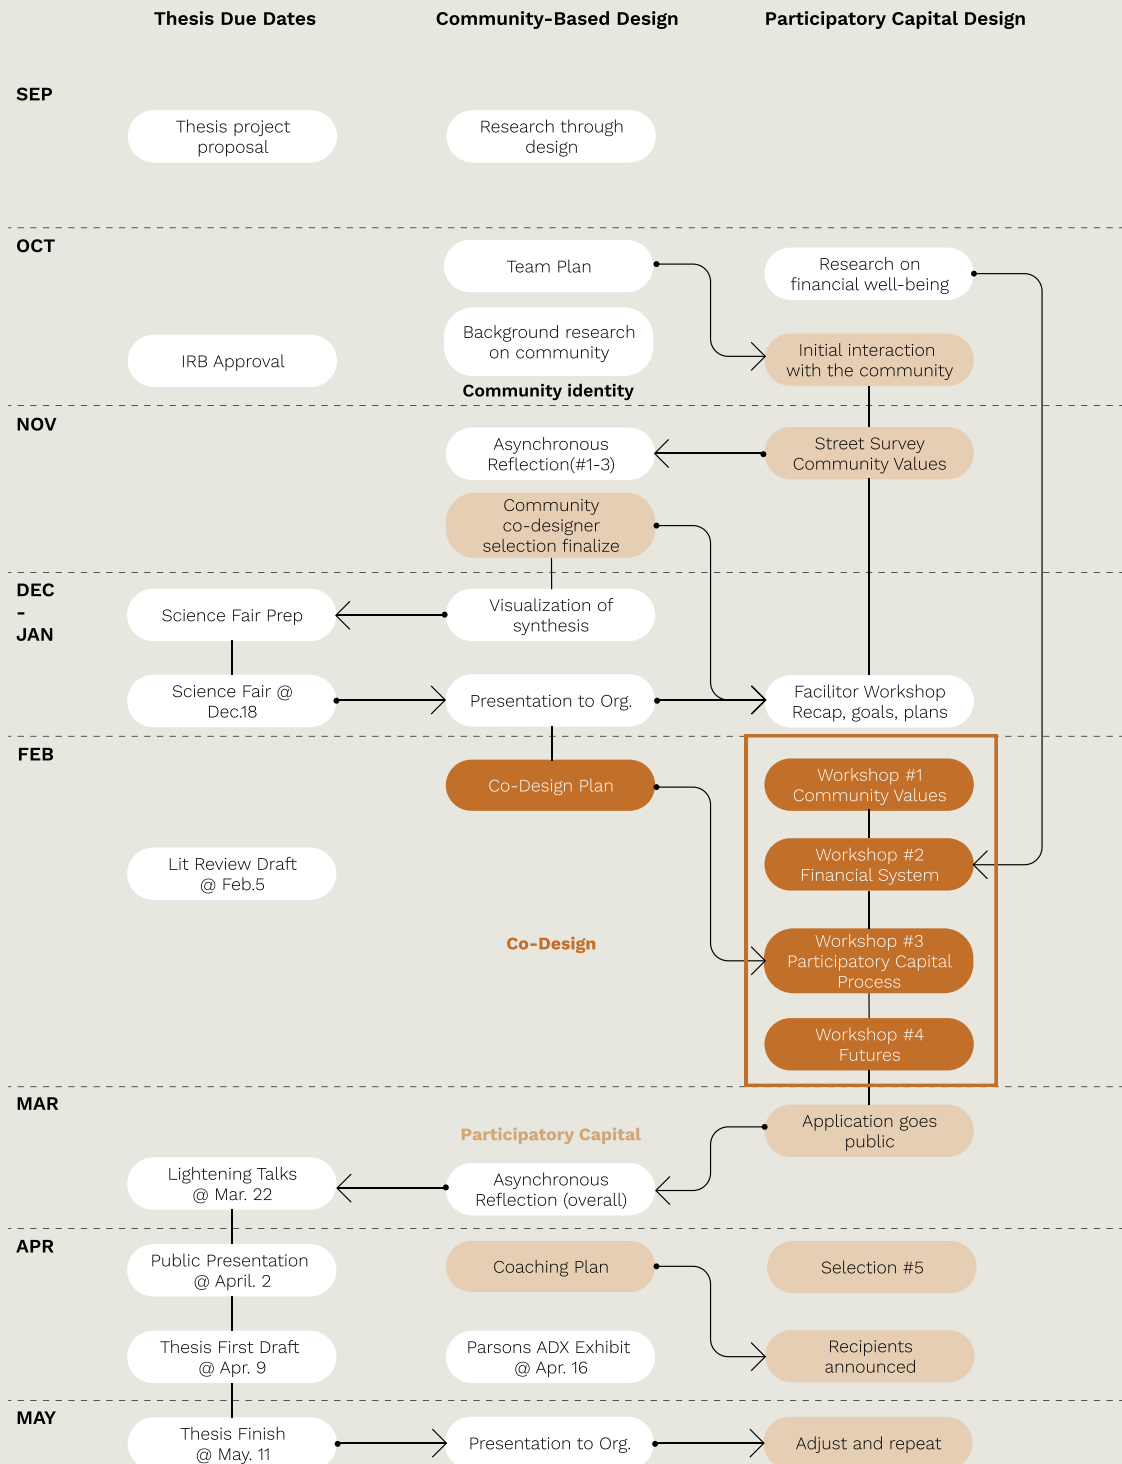 Thesis Due Dates
Community-Based Design
Participatory Capital Design
SEP
Thesis project
proposal
Research through
design
OCT
Team Plan
Research on
financial well-being
Background research
on community
IRB Approval
Initial interaction
with the community
Community identity
NOV
Asynchronous
Reflection(#1-3)
Street Survey
Community Values
Community
co-designer
selection finalize
DEC
-
JAN
Science Fair Prep
Visualization of
synthesis
Science Fair @
Dec.18
Presentation to Org.
Facilitor Workshop
Recap, goals, plans
FEB
Co-Design Plan
Workshop #1
Community Values
Lit Review Draft
@ Feb.5
Workshop #2
Financial System
Co-Design
Workshop #3
Participatory Capital
Process
Workshop #4
Futures
MAR
Application goes
public
Participatory Capital
Lightening Talks
@ Mar. 22
Asynchronous
Reflection (overall)
APR
Public Presentation
@ April. 2
Coaching Plan
Selection #5
Thesis First Draft
@ Apr. 9
Parsons ADX Exhibit
@ Apr. 16
Recipients
announced
MAY
Thesis Finish
@ May. 11
Presentation to Org.
Adjust and repeat